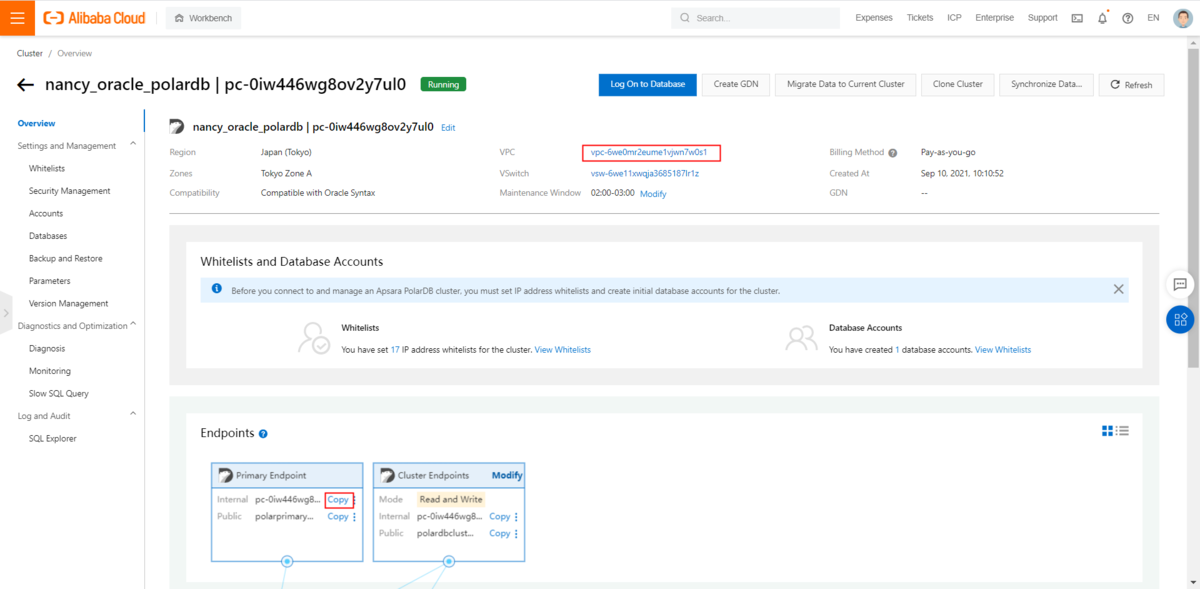 Alibaba Cloud Workbench Search... Expenses Tickets ICP Enterprise Support EN
Cluster / Overview
nancy_oracle_polardb | pc-0iw446wg8ov2y7ul0 Running Log On to Database Create GDN Migrate Data to Current Cluster Clone Cluster Synchronize Data... Refresh
Overview
Settings and Management
Whitelists
Security Management
Accounts
Databases
Backup and Restore
Parameters
Version Management
Diagnostics and Optimization
Diagnosis
Monitoring
Slow SQL Query
Log and Audit
SQL Explorer
nancy_oracle_polardb | pc-0iw446wg8ov2y7ul0 Edit
Region Japan (Tokyo) VPC vpc-6we0mr2eume1vjwn7w0s1 Billing Method Pay-as-you-go
Zones Tokyo Zone A VSwitch vsw-6we11xwqja3685187lr1z Created At Sep 10, 2021, 10:10:52
Compatibility Compatible with Oracle Syntax Maintenance Window 02:00-03:00 Modify GDN --
Whitelists and Database Accounts
Before you connect to and manage an Apsara PolarDB cluster, you must set IP address whitelists and create initial database accounts for the cluster.
Whitelists
You have set 17 IP address whitelists for the cluster. View Whitelists
Database Accounts
You have created 1 database accounts. View Whitelists
Endpoints
Primary Endpoint
Internal pc-0iw446wg8... Copy
Public polarprimary... Copy
Cluster Endpoints Modify
Mode Read and Write
Internal pc-0iw446wg8... Copy
Public polardbclust... Copy